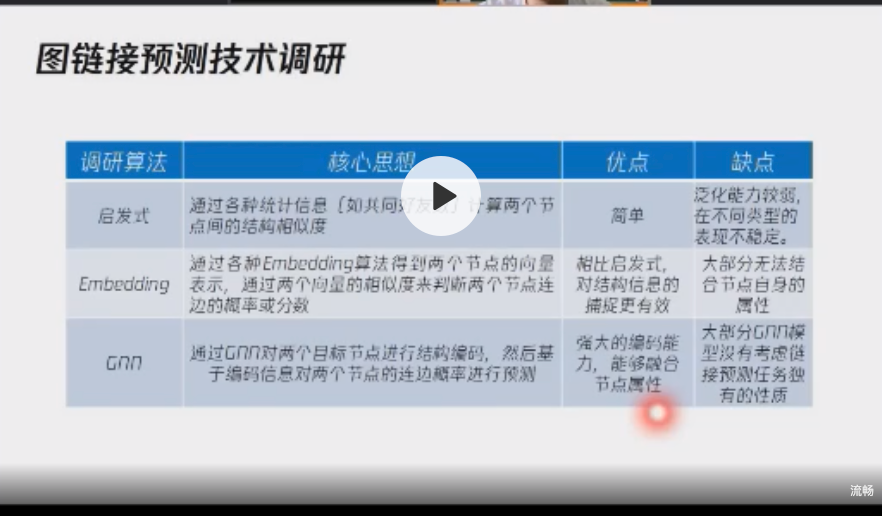 图链接预测技术调研
调研算法
核心思想
优点
缺点
启发式
通过各种统计信息（如共同好友 ）计算两个节
点间的结构相似度
简单
泛化能力较弱，
在不同类型的
表现不稳定。
Embedding
通过各种Embedding算法得到两个节点的向量
表示，通过两个向量的相似度来判断两个节点连
边的概率或分数
相比启发式，
对结构信息的
捕捉更有效
大部分无法结
合节点自身的
属性
GNN
通过GNN对两个目标节点进行结构编码，然后基
于编码信息对两个节点的连边概率进行预测
强大的编码能
力，能够融合
节点属性
大部分GNN模
型没有考虑链
接预测任务独
有的性质
流畅